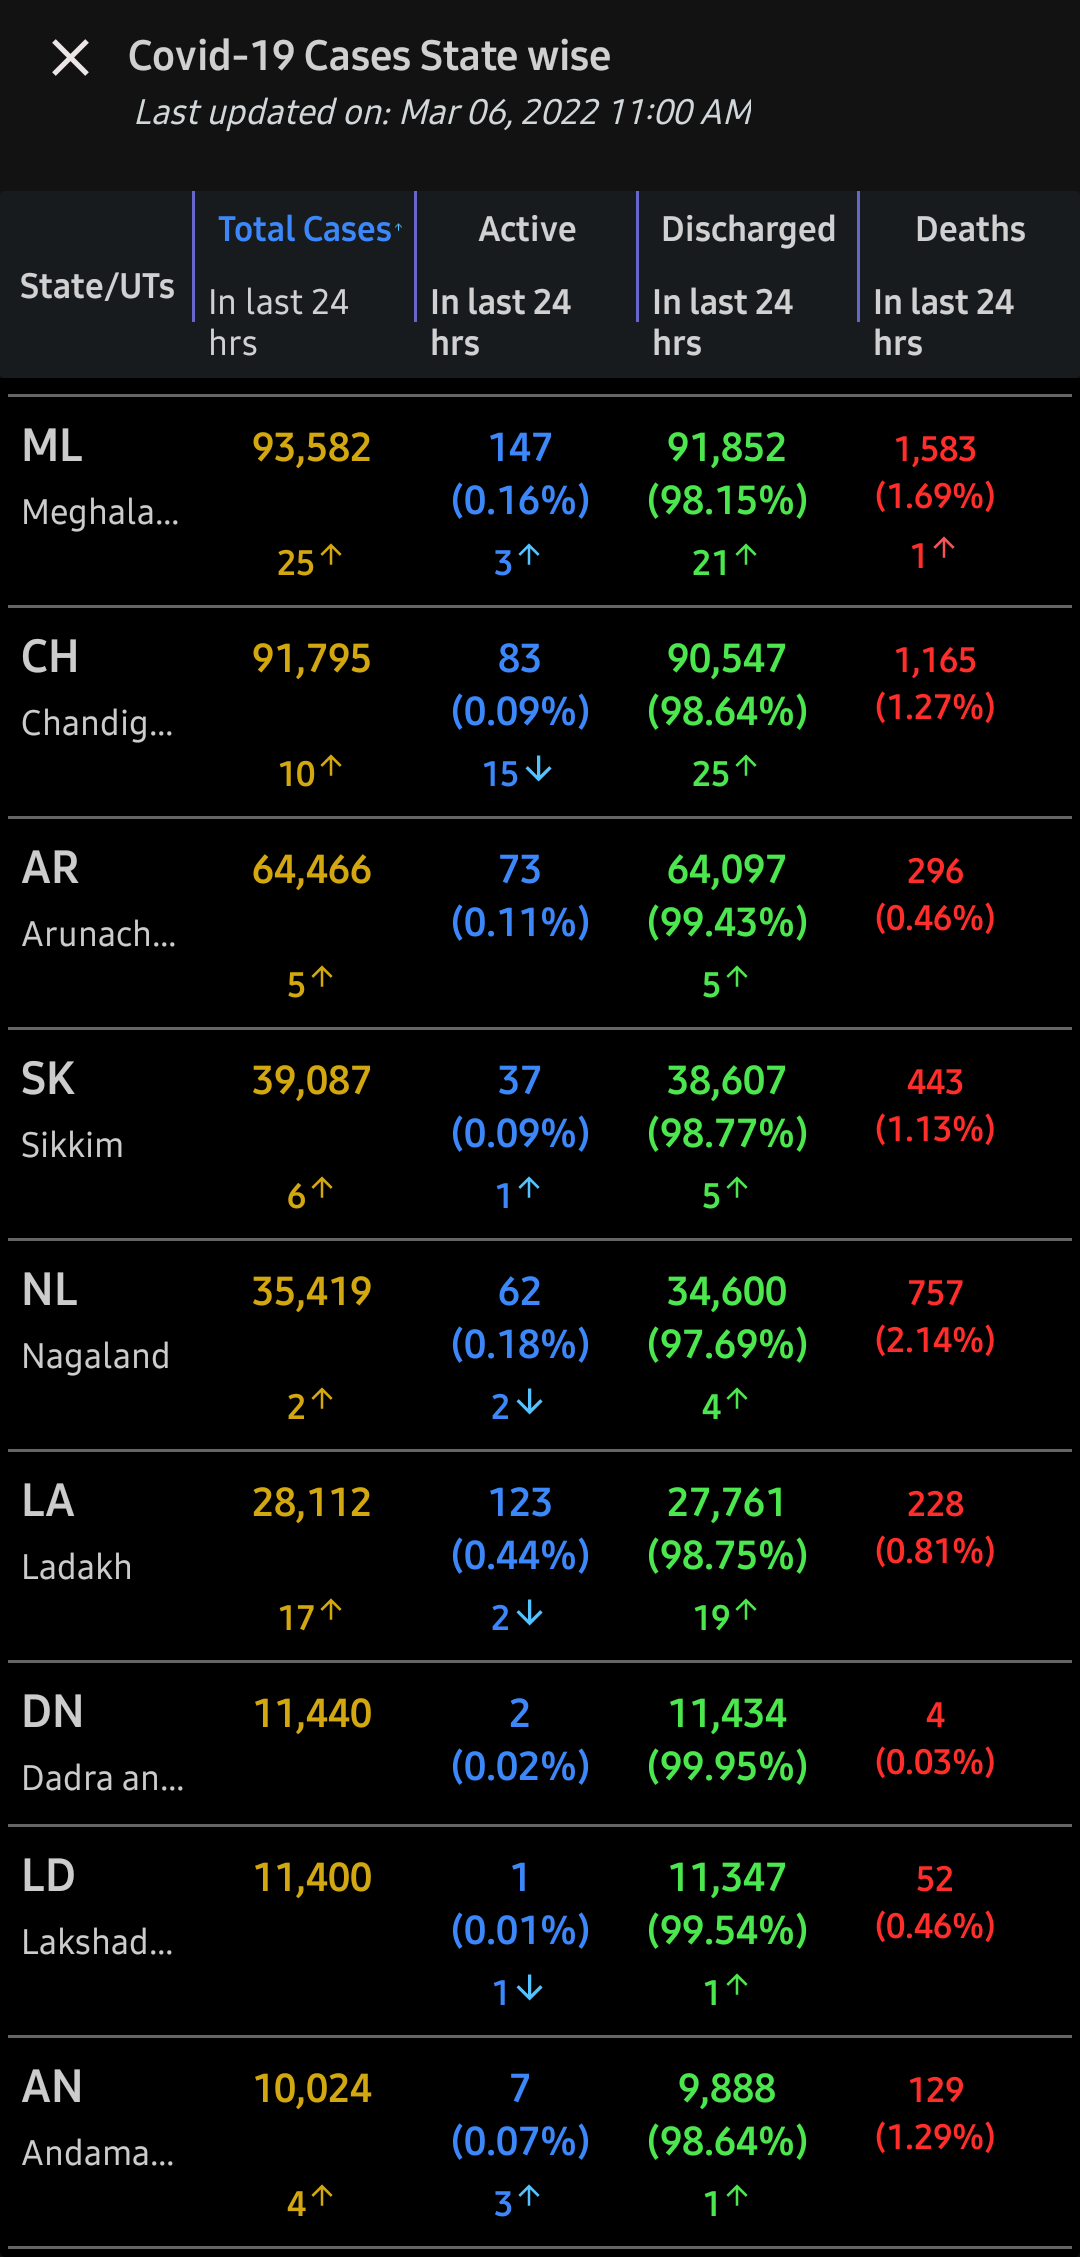 Covid-19 Cases State wise
Last updated on: Mar 06, 2022 11:00 AM
State/UTs
Total Cases↑ Active Discharged Deaths
In last 24 hrs In last 24 hrs In last 24 hrs In last 24 hrs
ML 93,582 147 91,852 1,583
Meghala... (0.16%) (98.15%) (1.69%)
25↑ 3↑ 21↑ 1↑
CH 91,795 83 90,547 1,165
Chandig... (0.09%) (98.64%) (1.27%)
10↑ 15↓ 25↑
AR 64,466 73 64,097 296
Arunach... (0.11%) (99.43%) (0.46%)
5↑ 5↑
SK 39,087 37 38,607 443
Sikkim (0.09%) (98.77%) (1.13%)
6↑ 1↑ 5↑
NL 35,419 62 34,600 757
Nagaland (0.18%) (97.69%) (2.14%)
2↑ 2↓ 4↑
LA 28,112 123 27,761 228
Ladakh (0.44%) (98.75%) (0.81%)
17↑ 2↓ 19↑
DN 11,440 2 11,434 4
Dadra an... (0.02%) (99.95%) (0.03%)
LD 11,400 1 11,347 52
Lakshad... (0.01%) (99.54%) (0.46%)
1↓ 1↑
AN 10,024 7 9,888 129
Andama... (0.07%) (98.64%) (1.29%)
4↑ 3↑ 1↑